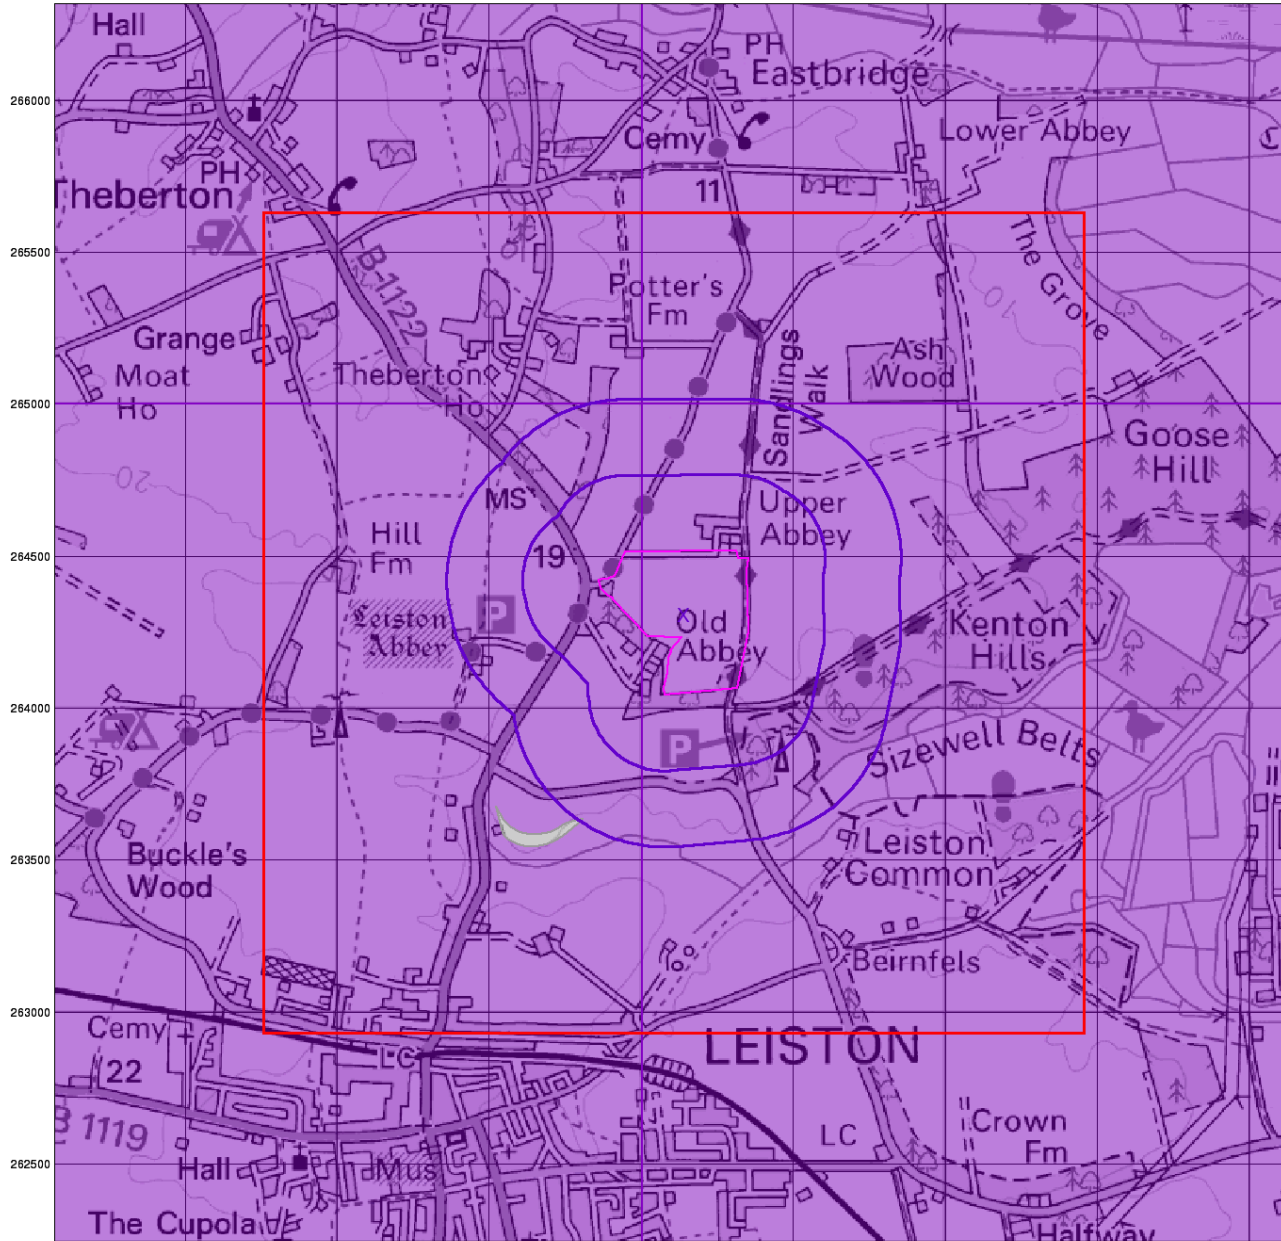 Hall
PH
Eastbridge
266000
Cemy
Lower Abbey
PH
Theberton
11
265500
B 1122
The Grove
Potter's
Fm
Grange
Moat
Ho
Theberton
Ho
Sandlings
Walk
Ash
Wood
265000
10
Goose
Hill
20
MS
Upper
Abbey
Hill
Fm
19
264500
Leiston
Abbey
P
Old
Abbey
Kenton
Hills
264000
P
Sizewell Belts
Buckle's
Wood
263500
Leiston
Common
Beirnfels
263000
Cemy
LC
LEISTON
22
B 1119
LC
Crown
Fm
262500
Hall
Mus
The Cupola
Halfway